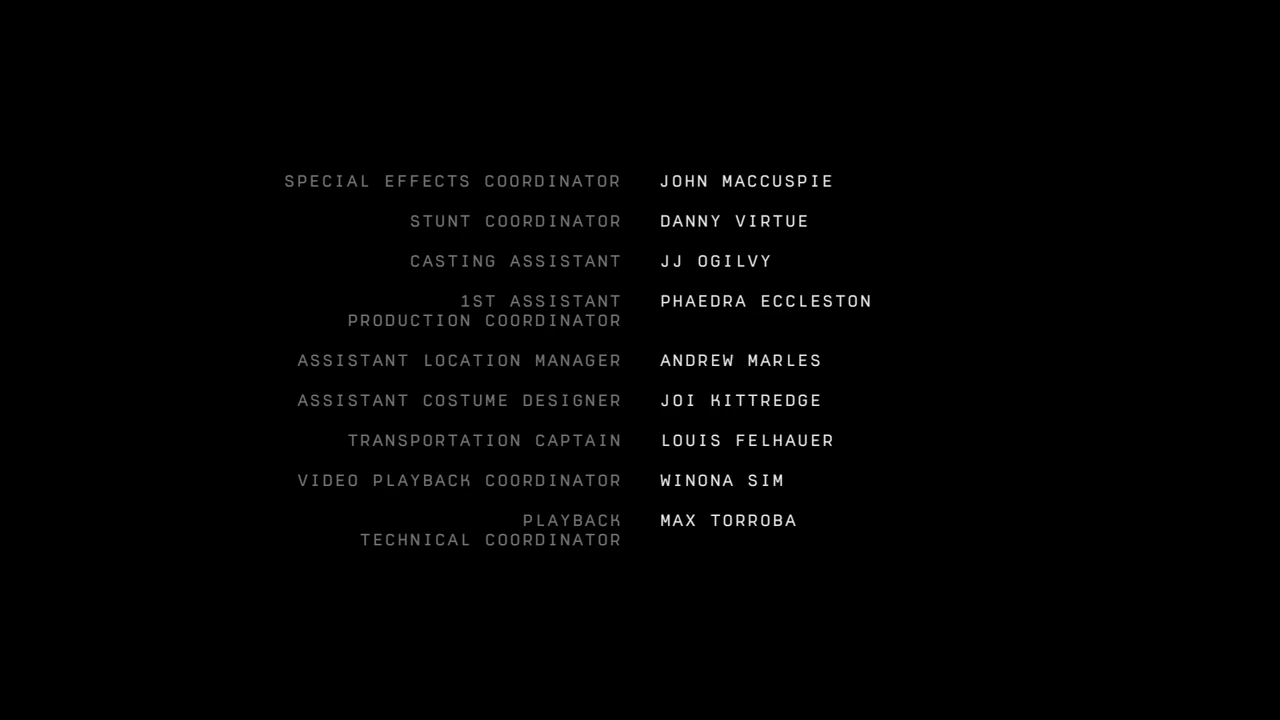 SPECIAL EFFECTS COORDINATOR JOHN MACCUSPIE
STUNT COORDINATOR DANNY VIRTUE
CASTING ASSISTANT JJ OGILVY
1ST ASSISTANT PHAEDRA ECCLESTON
PRODUCTION COORDINATOR
ASSISTANT LOCATION MANAGER ANDREW MARLES
ASSISTANT COSTUME DESIGNER JOI KITTREDGE
TRANSPORTATION CAPTAIN LOUIS FELHAUER
VIDEO PLAYBACK COORDINATOR WINONA SIM
PLAYBACK MAX TORROBA
TECHNICAL COORDINATOR